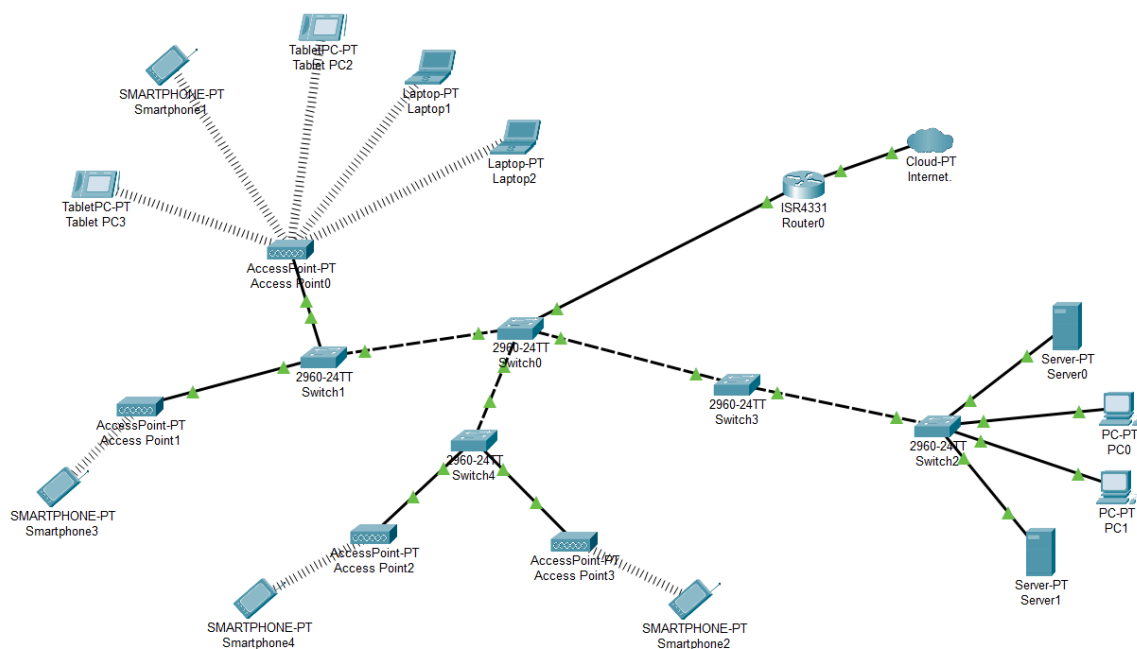 TabletPC-PT
Tablet PC2
SMARTPHONE-PT
Smartphone1
Laptop-PT
Laptop1
Laptop-PT
Laptop2
TabletPC-PT
Tablet PC3
Cloud-PT
Internet.
ISR4331
Router0
AccessPoint-PT
Access Point0
2960-24TT
Switch0
2960-24TT
Switch1
Server-PT
Server0
2960-24TT
Switch3
AccessPoint-PT
Access Point1
PC-PT
PC0
2960-24TT
Switch2
2960-24TT
Switch4
SMARTPHONE-PT
Smartphone3
PC-PT
PC1
AccessPoint-PT
Access Point2
AccessPoint-PT
Access Point3
Server-PT
Server1
SMARTPHONE-PT
Smartphone4
SMARTPHONE-PT
Smartphone2